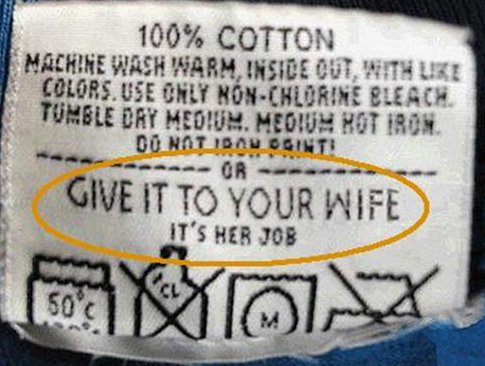 100% COTTON
MACHINE WASH WARM, INSIDE OUT, WITH LIKE
COLORS. USE ONLY NON-CHLORINE BLEACH.
TUMBLE DRY MEDIUM. MEDIUM HOT IRON.
DO NOT IRON PRINT!
OR
GIVE IT TO YOUR WIFE
IT'S HER JOB
60°C
CL
M